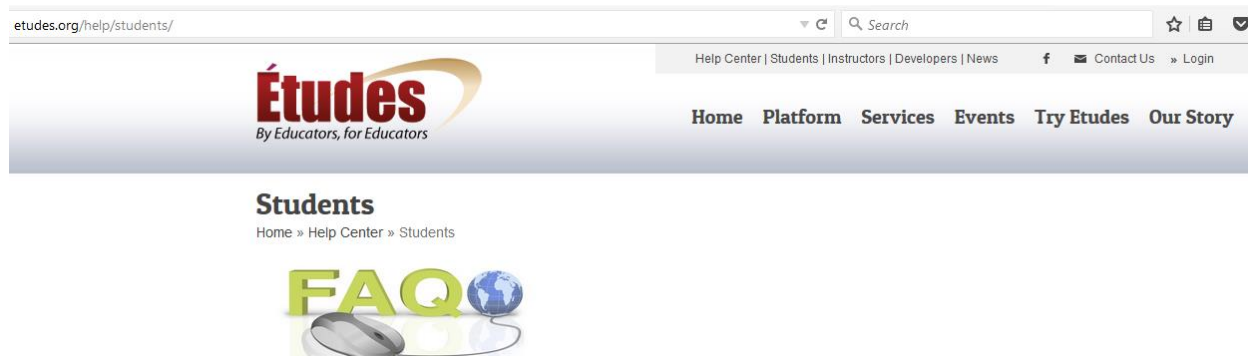 etudes.org/help/students/
Search
Help Center | Students | Instructors | Developers | News
f
Contact Us
» Login
Études
By Educators, for Educators
Home Platform Services Events Try Etudes Our Story
Students
Home » Help Center » Students
FAQ